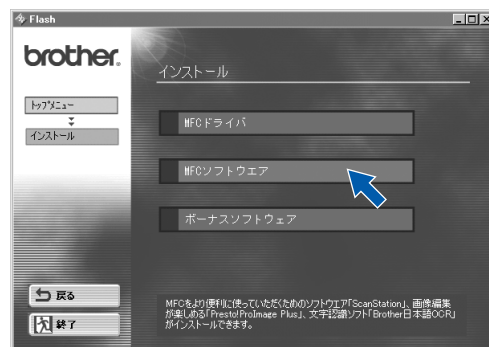 Flash
brother.
インストール
トップメニュー
インストール
MFCドライバ
MFCソフトウエア
ボーナスソフトウェア
戻る
終了
MFCをより便利に使っていただくためのソフトウエア「ScanStation」、画像編集
が楽しめる「Presto!ProImage Plus」、文字認識ソフト「Brother日本語OCR」
がインストールできます。